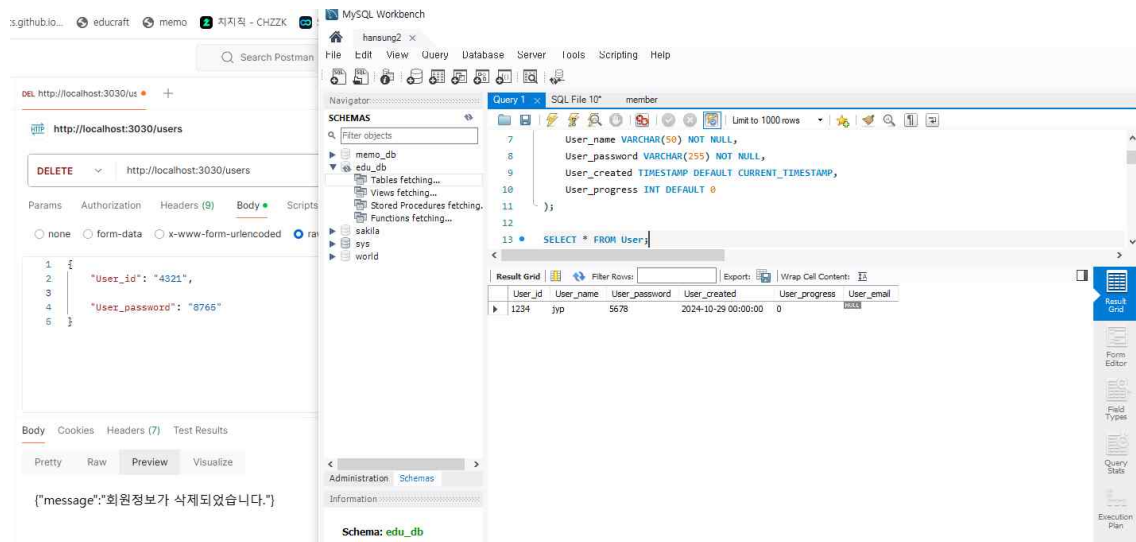 s.github.io... educraft memo 치지직 - CHZZK
Search Postman
DEL http://localhost:3030/us
http://localhost:3030/users
DELETE http://localhost:3030/users
Params Authorization Headers (9) Body Scripts
none form-data x-www-form-urlencoded ra
1 {
2 "User_id": "4321",
3
4 "User_password": "8765"
5 }
Body Cookies Headers (7) Test Results
Pretty Raw Preview Visualize
{"message":"회원정보가 삭제되었습니다."}
MySQL Workbench
hansung2
File Edit View Query Database Server Tools Scripting Help
Navigator
SCHEMAS
Filter objects
memo_db
edu_db
Tables fetching...
Views fetching...
Stored Procedures fetching.
Functions fetching...
sakila
sys
world
Administration Schemas
Information
Schema: edu_db
Query 1 SQL File 10* member
Limit to 1000 rows
7 User_name VARCHAR(50) NOT NULL,
8 User_password VARCHAR(255) NOT NULL,
9 User_created TIMESTAMP DEFAULT CURRENT_TIMESTAMP,
10 User_progress INT DEFAULT 0
11 );
12
13 SELECT * FROM User;
Result Grid Filter Rows: Export: Wrap Cell Content:
User_id User_name User_password User_created User_progress User_email
1234 jyp 5678 2024-10-29 00:00:00 0 NULL
Result
Grid
Form
Editor
Field
Types
Query
Stats
Execution
Plan